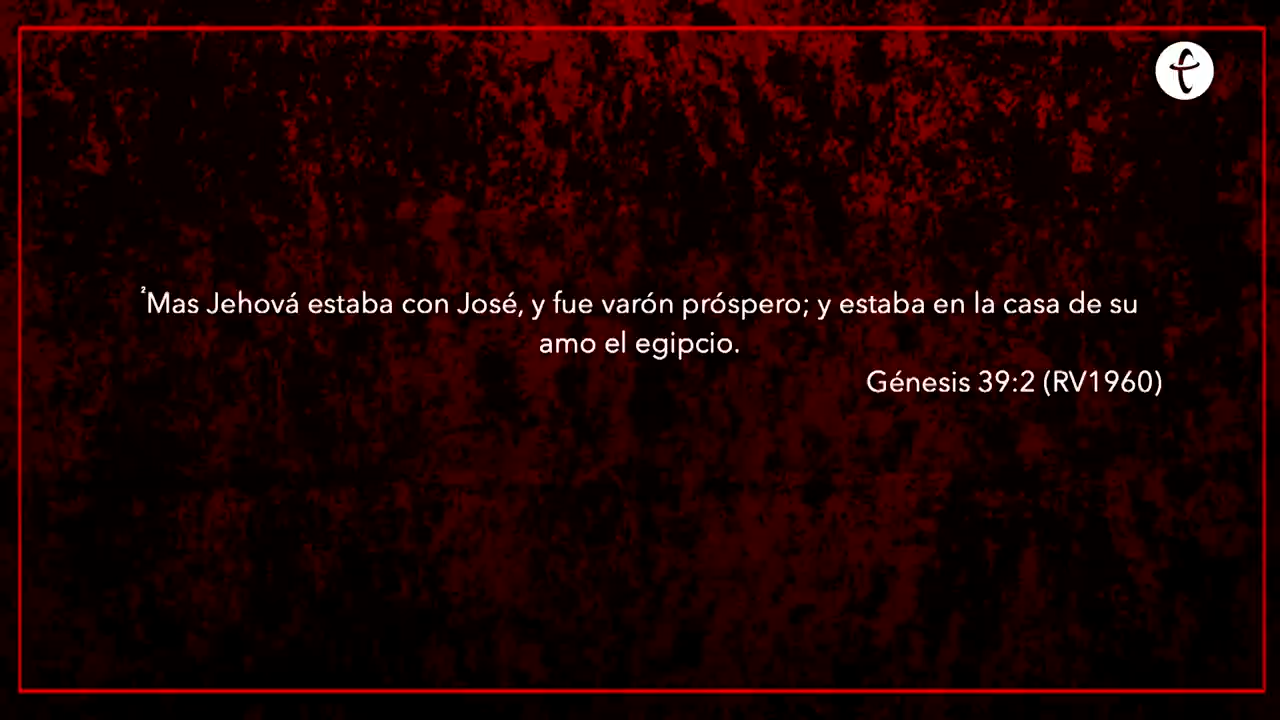 ²Mas Jehová estaba con José, y fue varón próspero; y estaba en la casa de su
amo el egipcio.
Génesis 39:2 (RV1960)